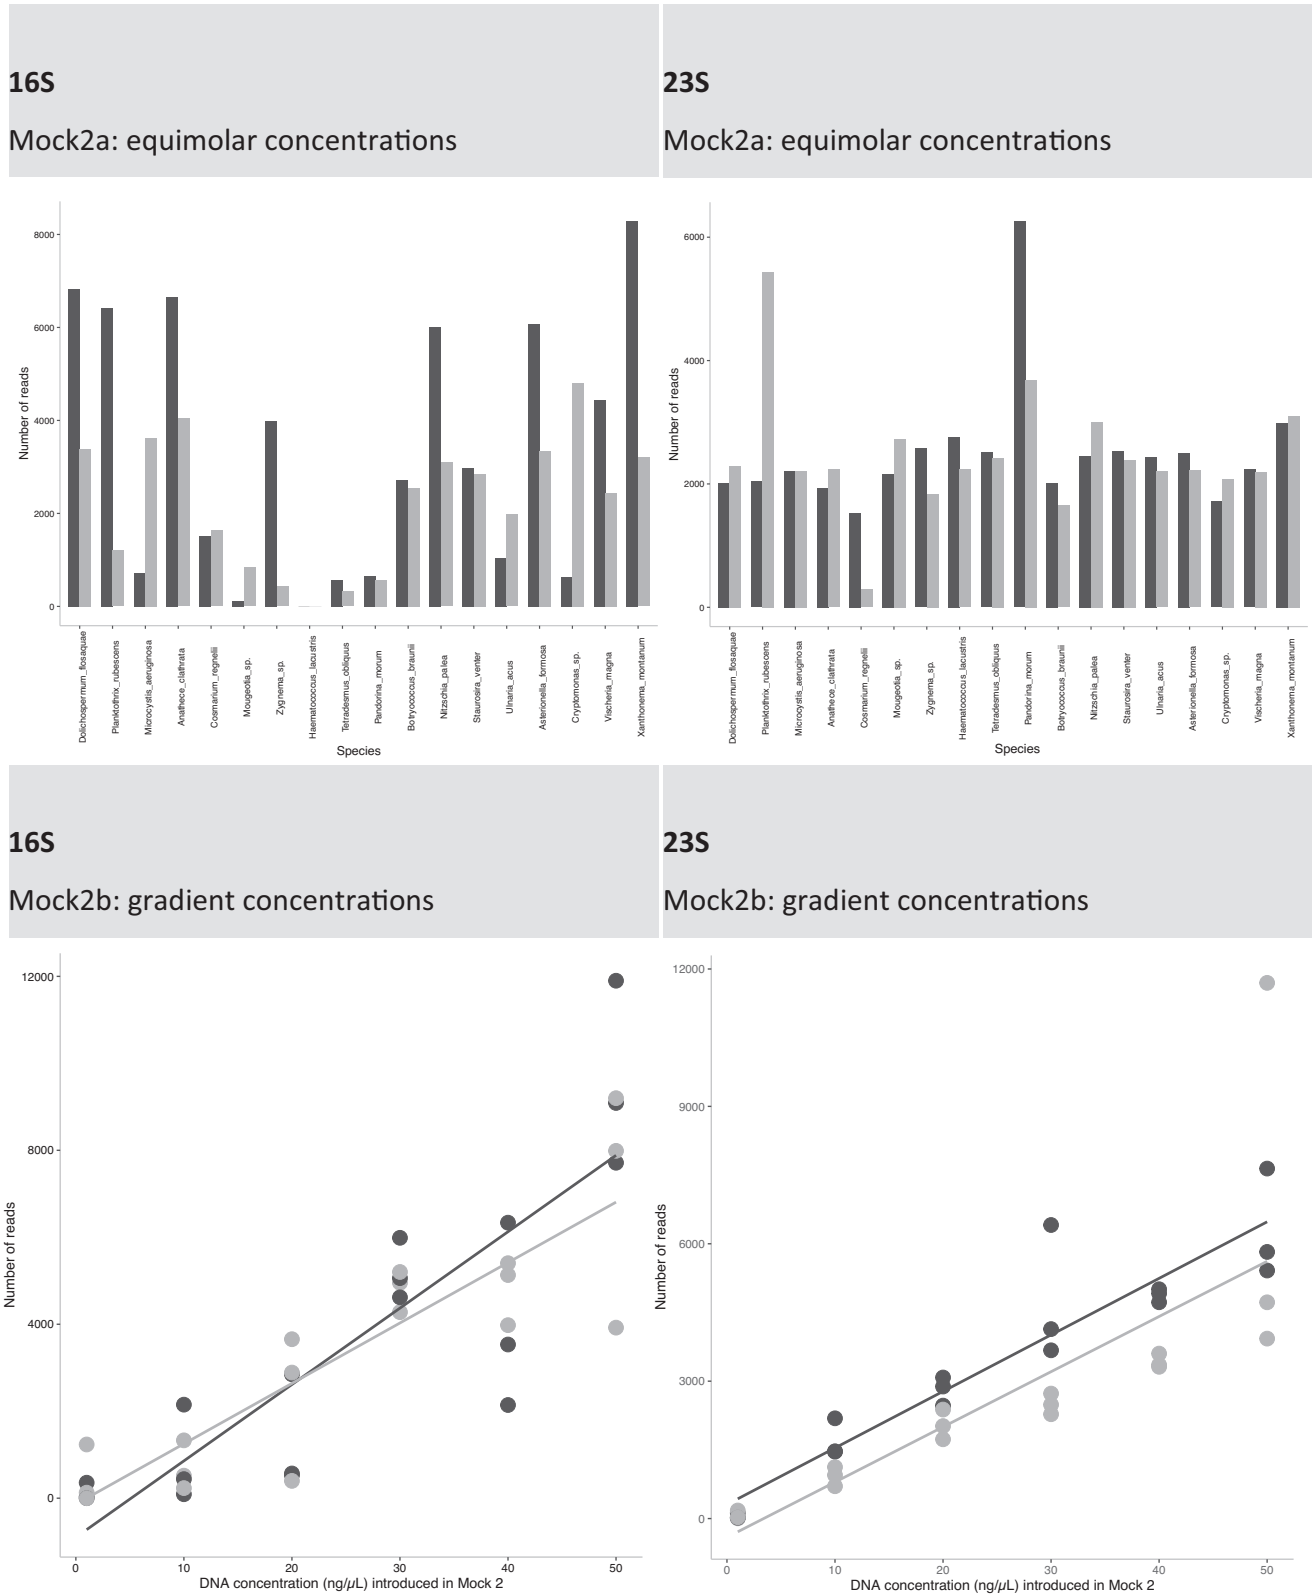 16S
Mock2a: equimolar concentrations
23S
Mock2a: equimolar concentrations
Number of reads
8000
6000
4000
2000
0
Dolichospermum_flosaquae
Planktothrix_rubescens
Microcystis_aeruginosa
Anathece_clathrata
Cosmarium_regnelii
Mougeotia_sp.
Zygnema_sp.
Haematococcus_lacustris
Tetradesmus_obliquus
Pandorina_morum
Botryococcus_braunii
Nitzschia_palea
Staurosira_venter
Ulnaria_acus
Asterionella_formosa
Cryptomonas_sp.
Vischeria_magna
Xanthonema_montanum
Species
Number of reads
6000
4000
2000
0
Dolichospermum_flosaquae
Planktothrix_rubescens
Microcystis_aeruginosa
Anathece_clathrata
Cosmarium_regnelii
Mougeotia_sp.
Zygnema_sp.
Haematococcus_lacustris
Tetradesmus_obliquus
Pandorina_morum
Botryococcus_braunii
Nitzschia_palea
Staurosira_venter
Ulnaria_acus
Asterionella_formosa
Cryptomonas_sp.
Vischeria_magna
Xanthonema_montanum
Species
16S
Mock2b: gradient concentrations
23S
Mock2b: gradient concentrations
Number of reads
12000
8000
4000
0
0 10 20 30 40 50
DNA concentration (ng/µL) introduced in Mock 2
Number of reads
12000
9000
6000
3000
0
0 10 20 30 40 50
DNA concentration (ng/µL) introduced in Mock 2